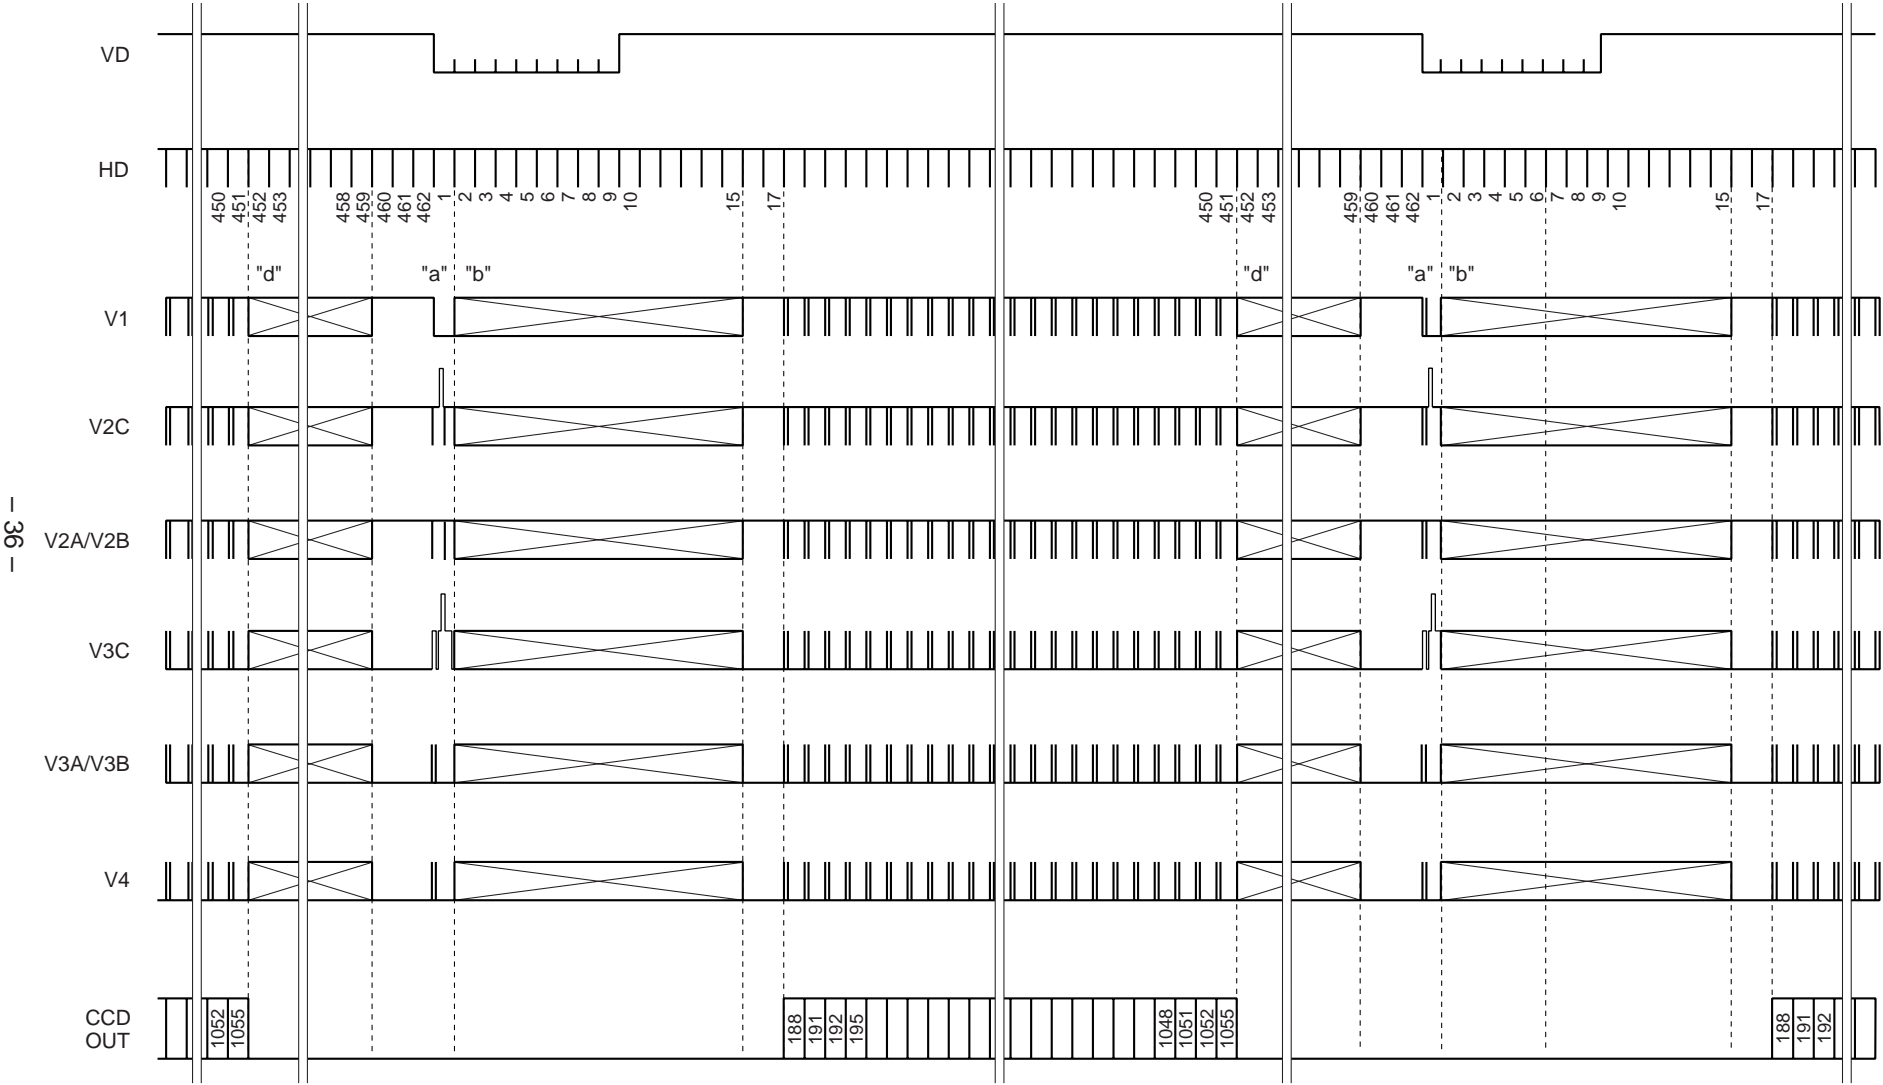 VD
HD
450 451 452 453 458 459 460 461 462 1 2 3 4 5 6 7 8 9 10 15 17 450 451 452 453 459 460 461 462 1 2 3 4 5 6 7 8 9 10 15 17
"d" "a" "b" "d" "a" "b"
V1
V2C
– 36 –
V2A/V2B
V3C
V3A/V3B
V4
CCD
OUT
1052 1055 188 191 192 195 1048 1051 1052 1055 188 191 192